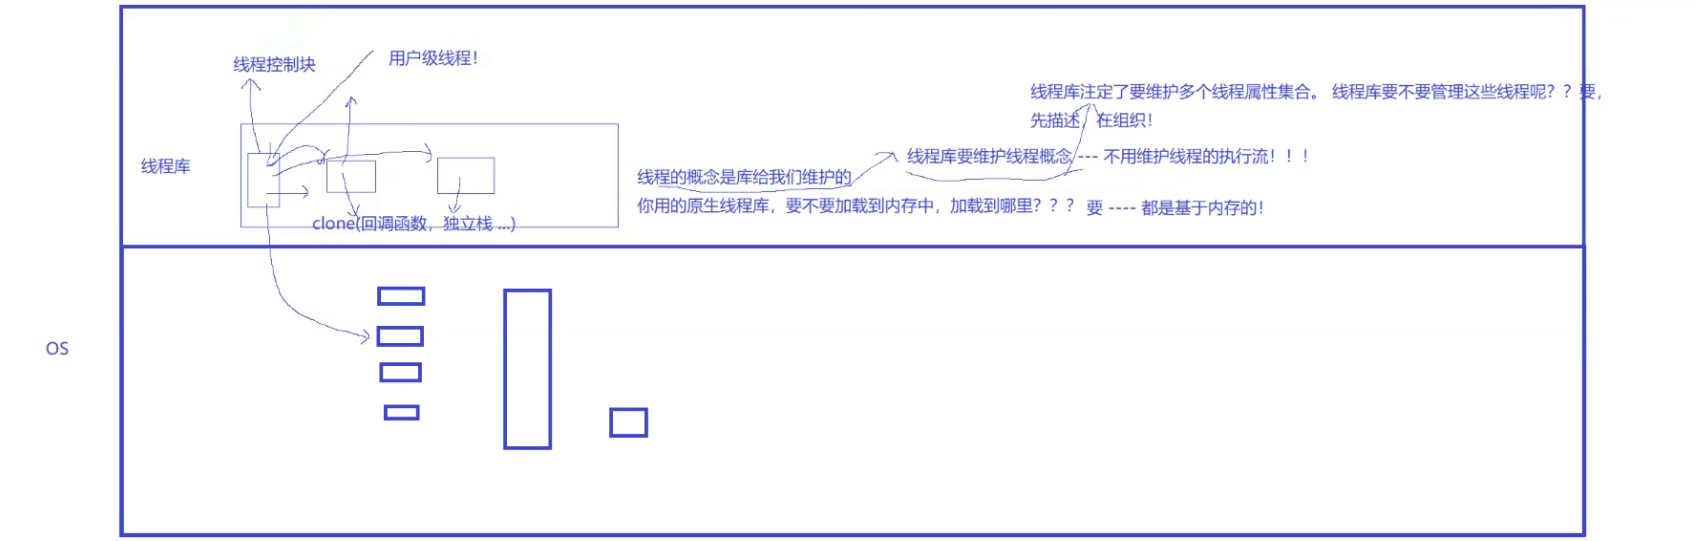 线程控制块
用户级线程！
线程库注定了要维护多个线程属性集合。 线程库要不要管理这些线程呢？？要，
先描述，在组织！
线程库
线程库要维护线程概念 --- 不用维护线程的执行流！！！
线程的概念是库给我们维护的
你用的原生线程库，要不要加载到内存中，加载到哪里？？？ 要 ---- 都是基于内存的！
clone(回调函数，独立栈 ...)
OS